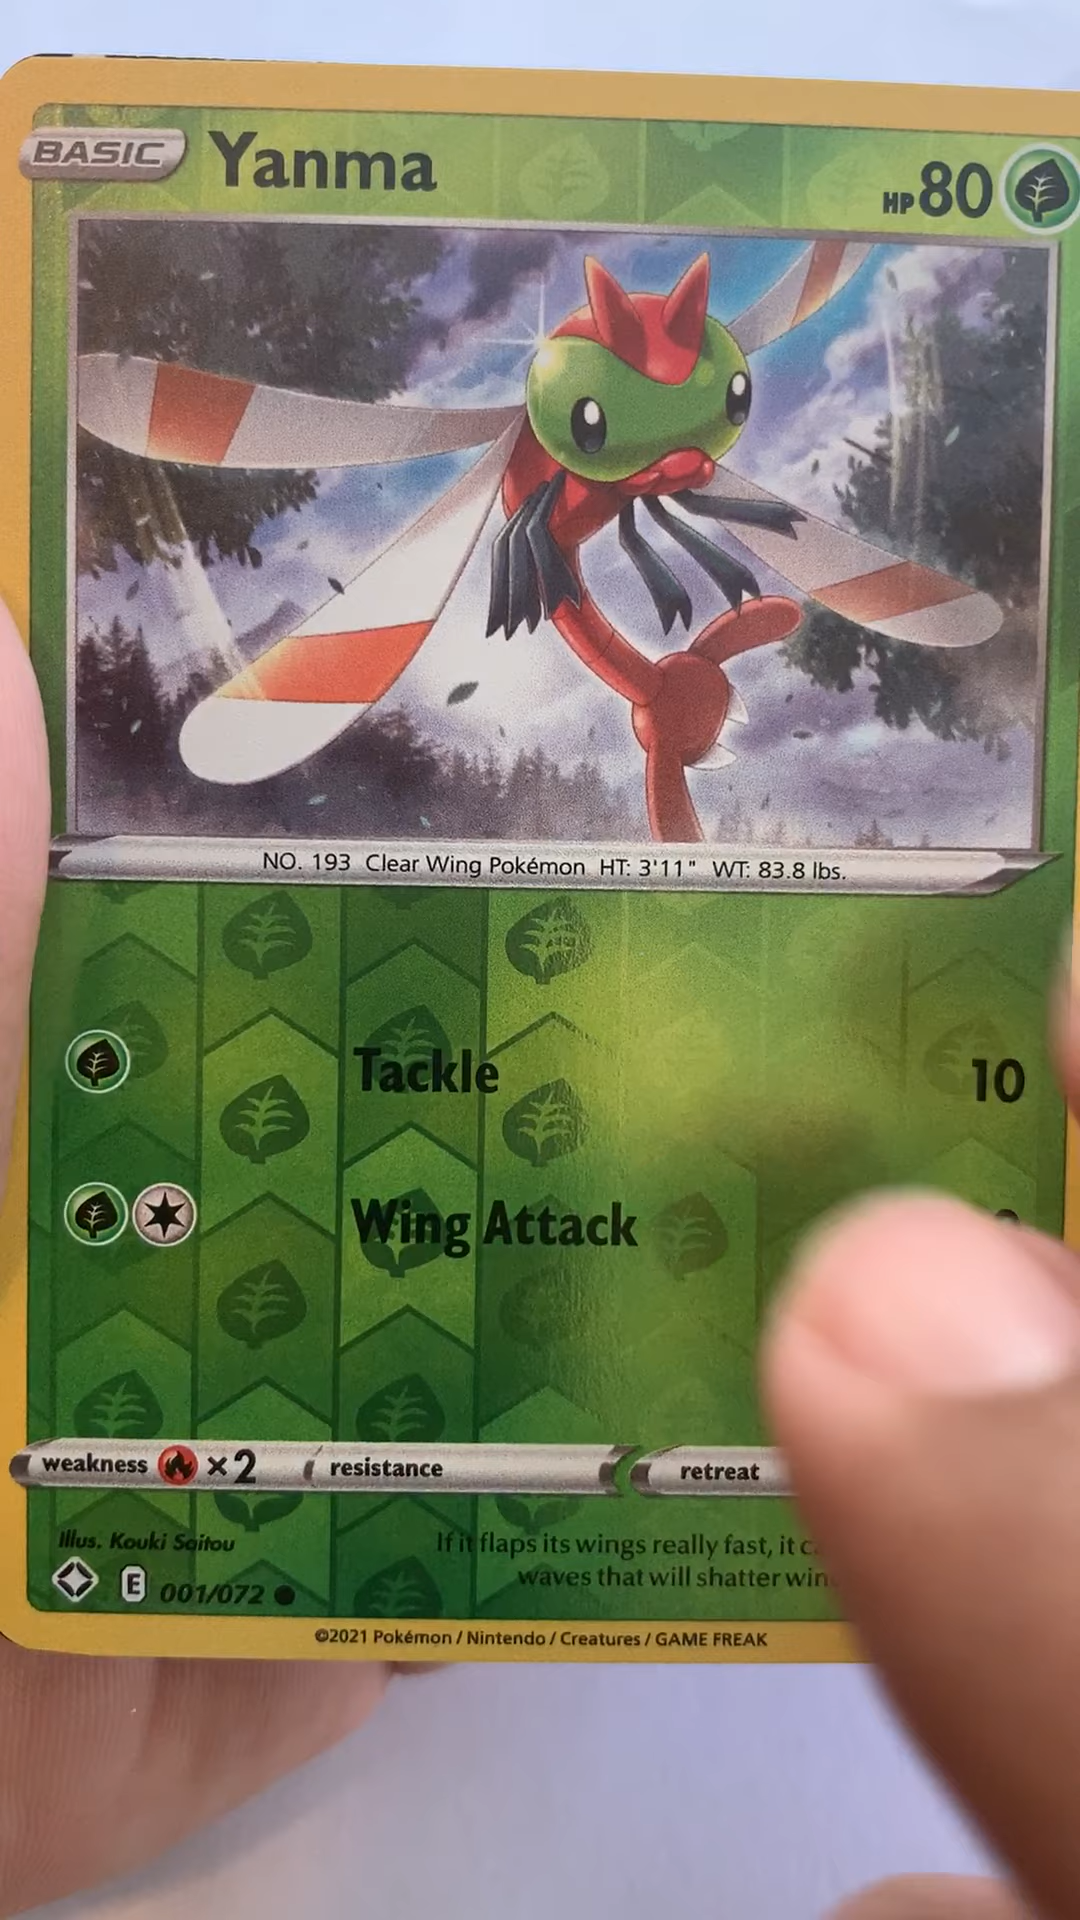 BASIC Yanma HP 80
NO. 193 Clear Wing Pokémon HT: 3'11" WT: 83.8 lbs.
Tackle 10
Wing Attack
weakness ×2 resistance retreat
Illus. Kouki Saitou
If it flaps its wings really fast, it
waves that will shatter
E 001/072
©2021 Pokémon / Nintendo / Creatures / GAME FREAK